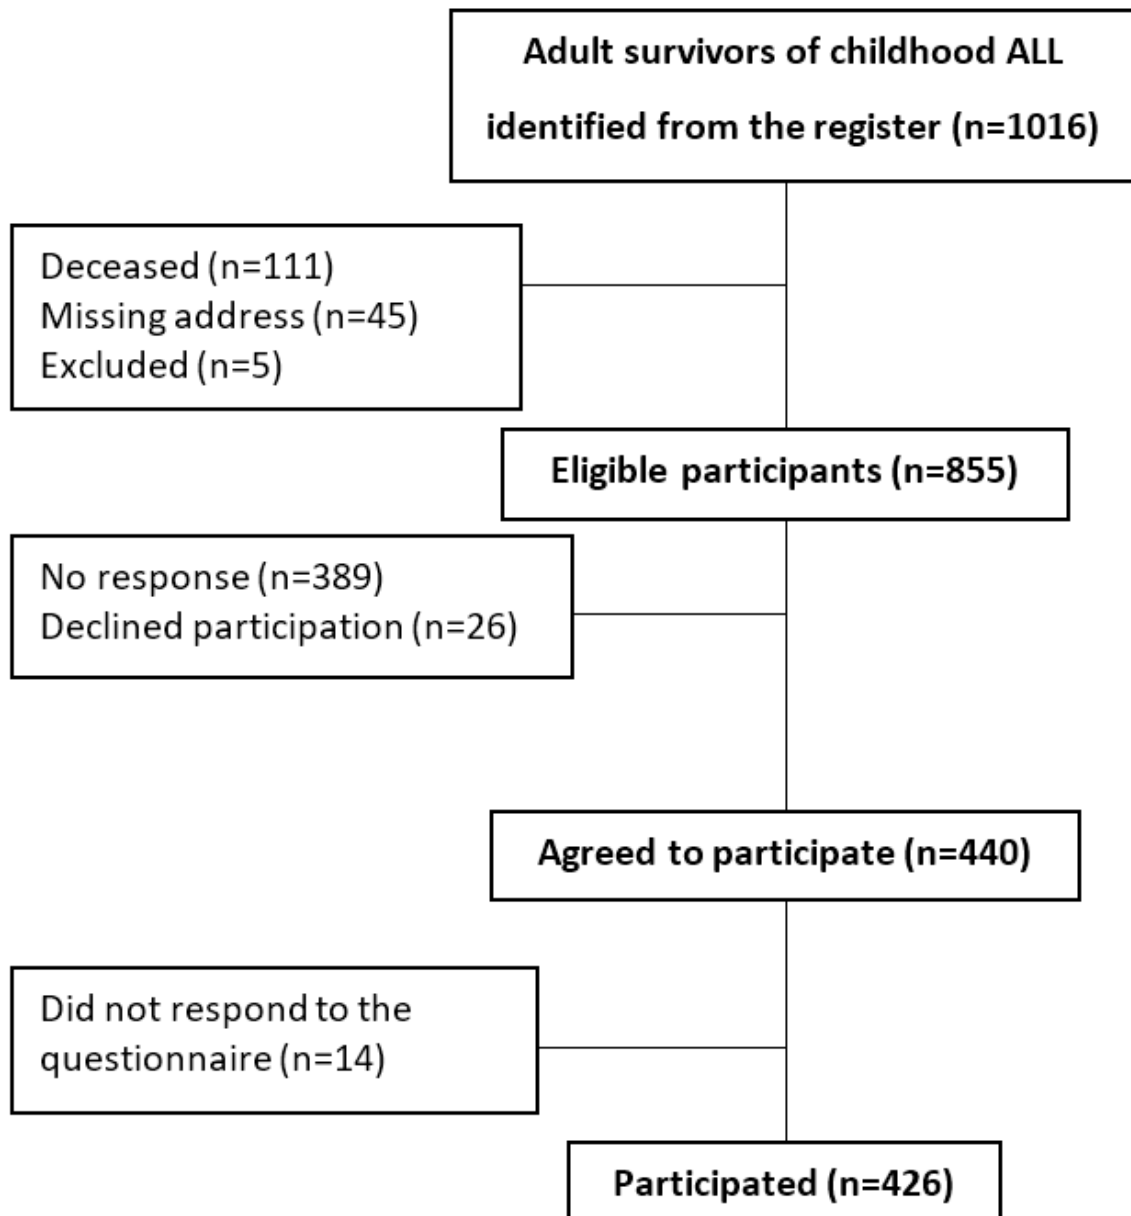 Adult survivors of childhood ALL
identified from the register (n=1016)
Deceased (n=111)
Missing address (n=45)
Excluded (n=5)
Eligible participants (n=855)
No response (n=389)
Declined participation (n=26)
Agreed to participate (n=440)
Did not respond to the
questionnaire (n=14)
Participated (n=426)